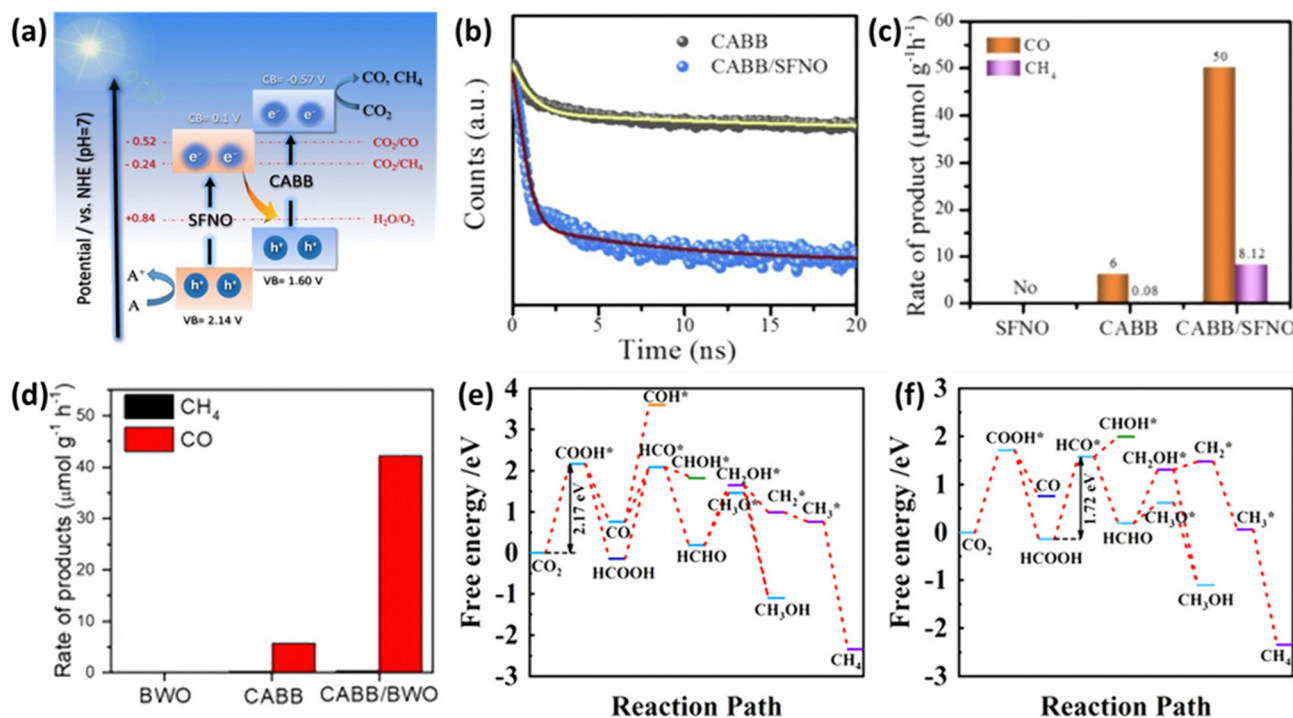 (a)
Potential / vs. NHE (pH=7)
CB= -0.57 V
CO, CH₄
CO₂
CB= 0.1 V
- 0.52
CO₂/CO
- 0.24
CO₂/CH₄
e⁻ e⁻
e⁻ e⁻
CABB
SFNO
+0.84
H₂O/O₂
h⁺ h⁺
VB= 1.60 V
A⁺
A
h⁺ h⁺
VB= 2.14 V
(b)
CABB
CABB/SFNO
Counts (a.u.)
0 5 10 15 20
Time (ns)
(c)
CO
CH₄
Rate of product (μmol g⁻¹h⁻¹)
60
50
40
30
20
10
0
No
6
0.08
50
8.12
SFNO CABB CABB/SFNO
(d)
CH₄
CO
Rate of products (μmol g⁻¹ h⁻¹)
50
40
30
20
10
0
BWO CABB CABB/BWO
(e)
Free energy /eV
4
3
2
1
0
-1
-2
-3
COH*
COOH*
HCO*
CHOH*
CH₂OH*
CH₃O*
CH₂*
CH₃*
2.17 eV
CO
CO₂
HCOOH
HCHO
CH₃OH
CH₄
Reaction Path
(f)
Free energy /eV
3
2
1
0
-1
-2
-3
COOH*
HCO*
CHOH*
CH₂OH*
CH₂*
CO
1.72 eV
CH₃O*
CH₃*
CO₂
HCOOH
HCHO
CH₃OH
CH₄
Reaction Path